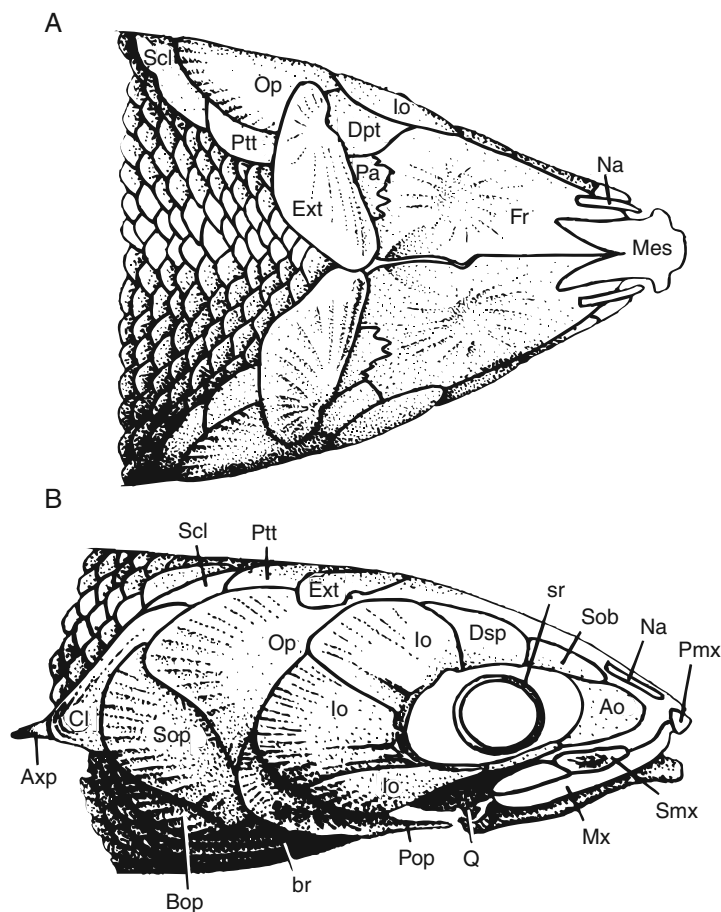 A
Scl
Op
Io
Ptt
Dpt
Na
Pa
Ext
Fr
Mes
B
Scl
Ptt
Ext
sr
Sob
Na
Pmx
Op
Io
Dsp
Io
Ao
Cl
Sop
Io
Axp
Smx
Mx
Pop
Q
br
Bop